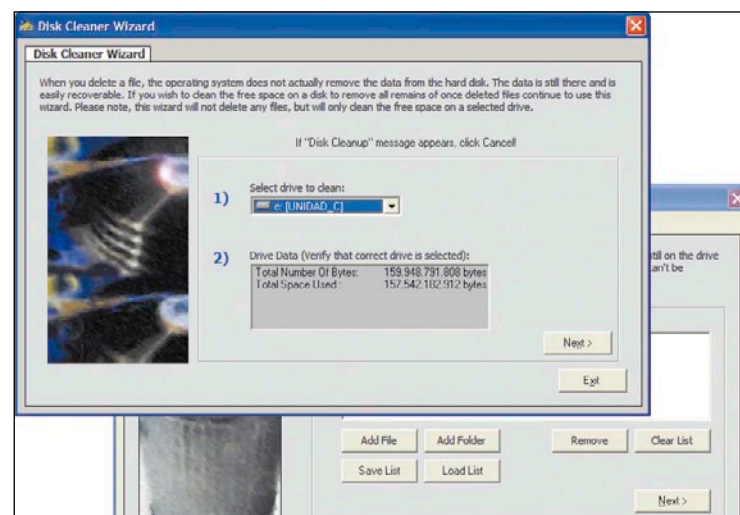 Disk Cleaner Wizard
Disk Cleaner Wizard
When you delete a file, the operating system does not actually remove the data from the hard disk. The data is still there and is
easily recoverable. If you wish to clean the free space on a disk to remove all remains of once deleted files continue to use this
wizard. Please note, this wizard will not delete any files, but will only clean the free space on a selected drive.
If "Disk Cleanup" message appears, click Cancel!
1) Select drive to clean:
c: [UNIDAD_C]
2) Drive Data (Verify that correct drive is selected):
Total Number Of Bytes: 159.948.791.808 bytes
Total Space Used : 157.542.182.912 bytes
Next >
Exit
till on the drive
can't be
Add File Add Folder Remove Clear List
Save List Load List
Next >